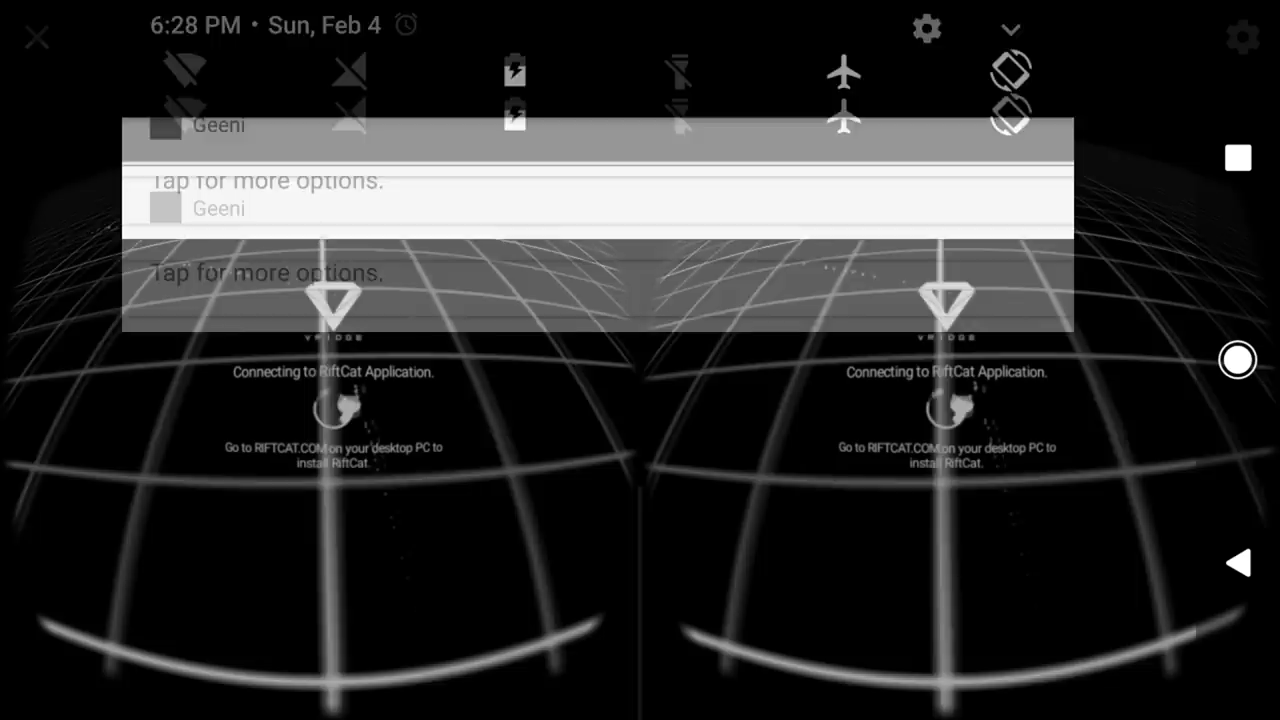 6:28 PM • Sun, Feb 4
Geeni
Tap for more options.
Geeni
Tap for more options.
VRIDGE
VRIDGE
Connecting to RiftCat Application.
Connecting to RiftCat Application.
Go to RIFTCAT.COM on your desktop PC to
install RiftCat.
Go to RIFTCAT.COM on your desktop PC to
install RiftCat.